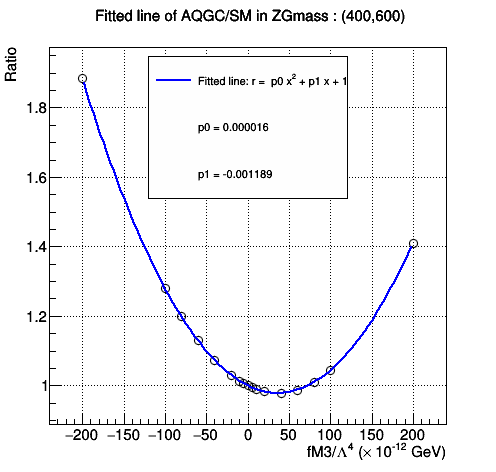 Fitted line of AQGC/SM in ZGmass : (400,600)
Ratio
Fitted line: r = p0 x² + p1 x + 1
p0 = 0.000016
p1 = -0.001189
1.8
1.6
1.4
1.2
1
−200 −150 −100 −50 0 50 100 150 200
fM3/Λ⁴ (× 10⁻¹² GeV)